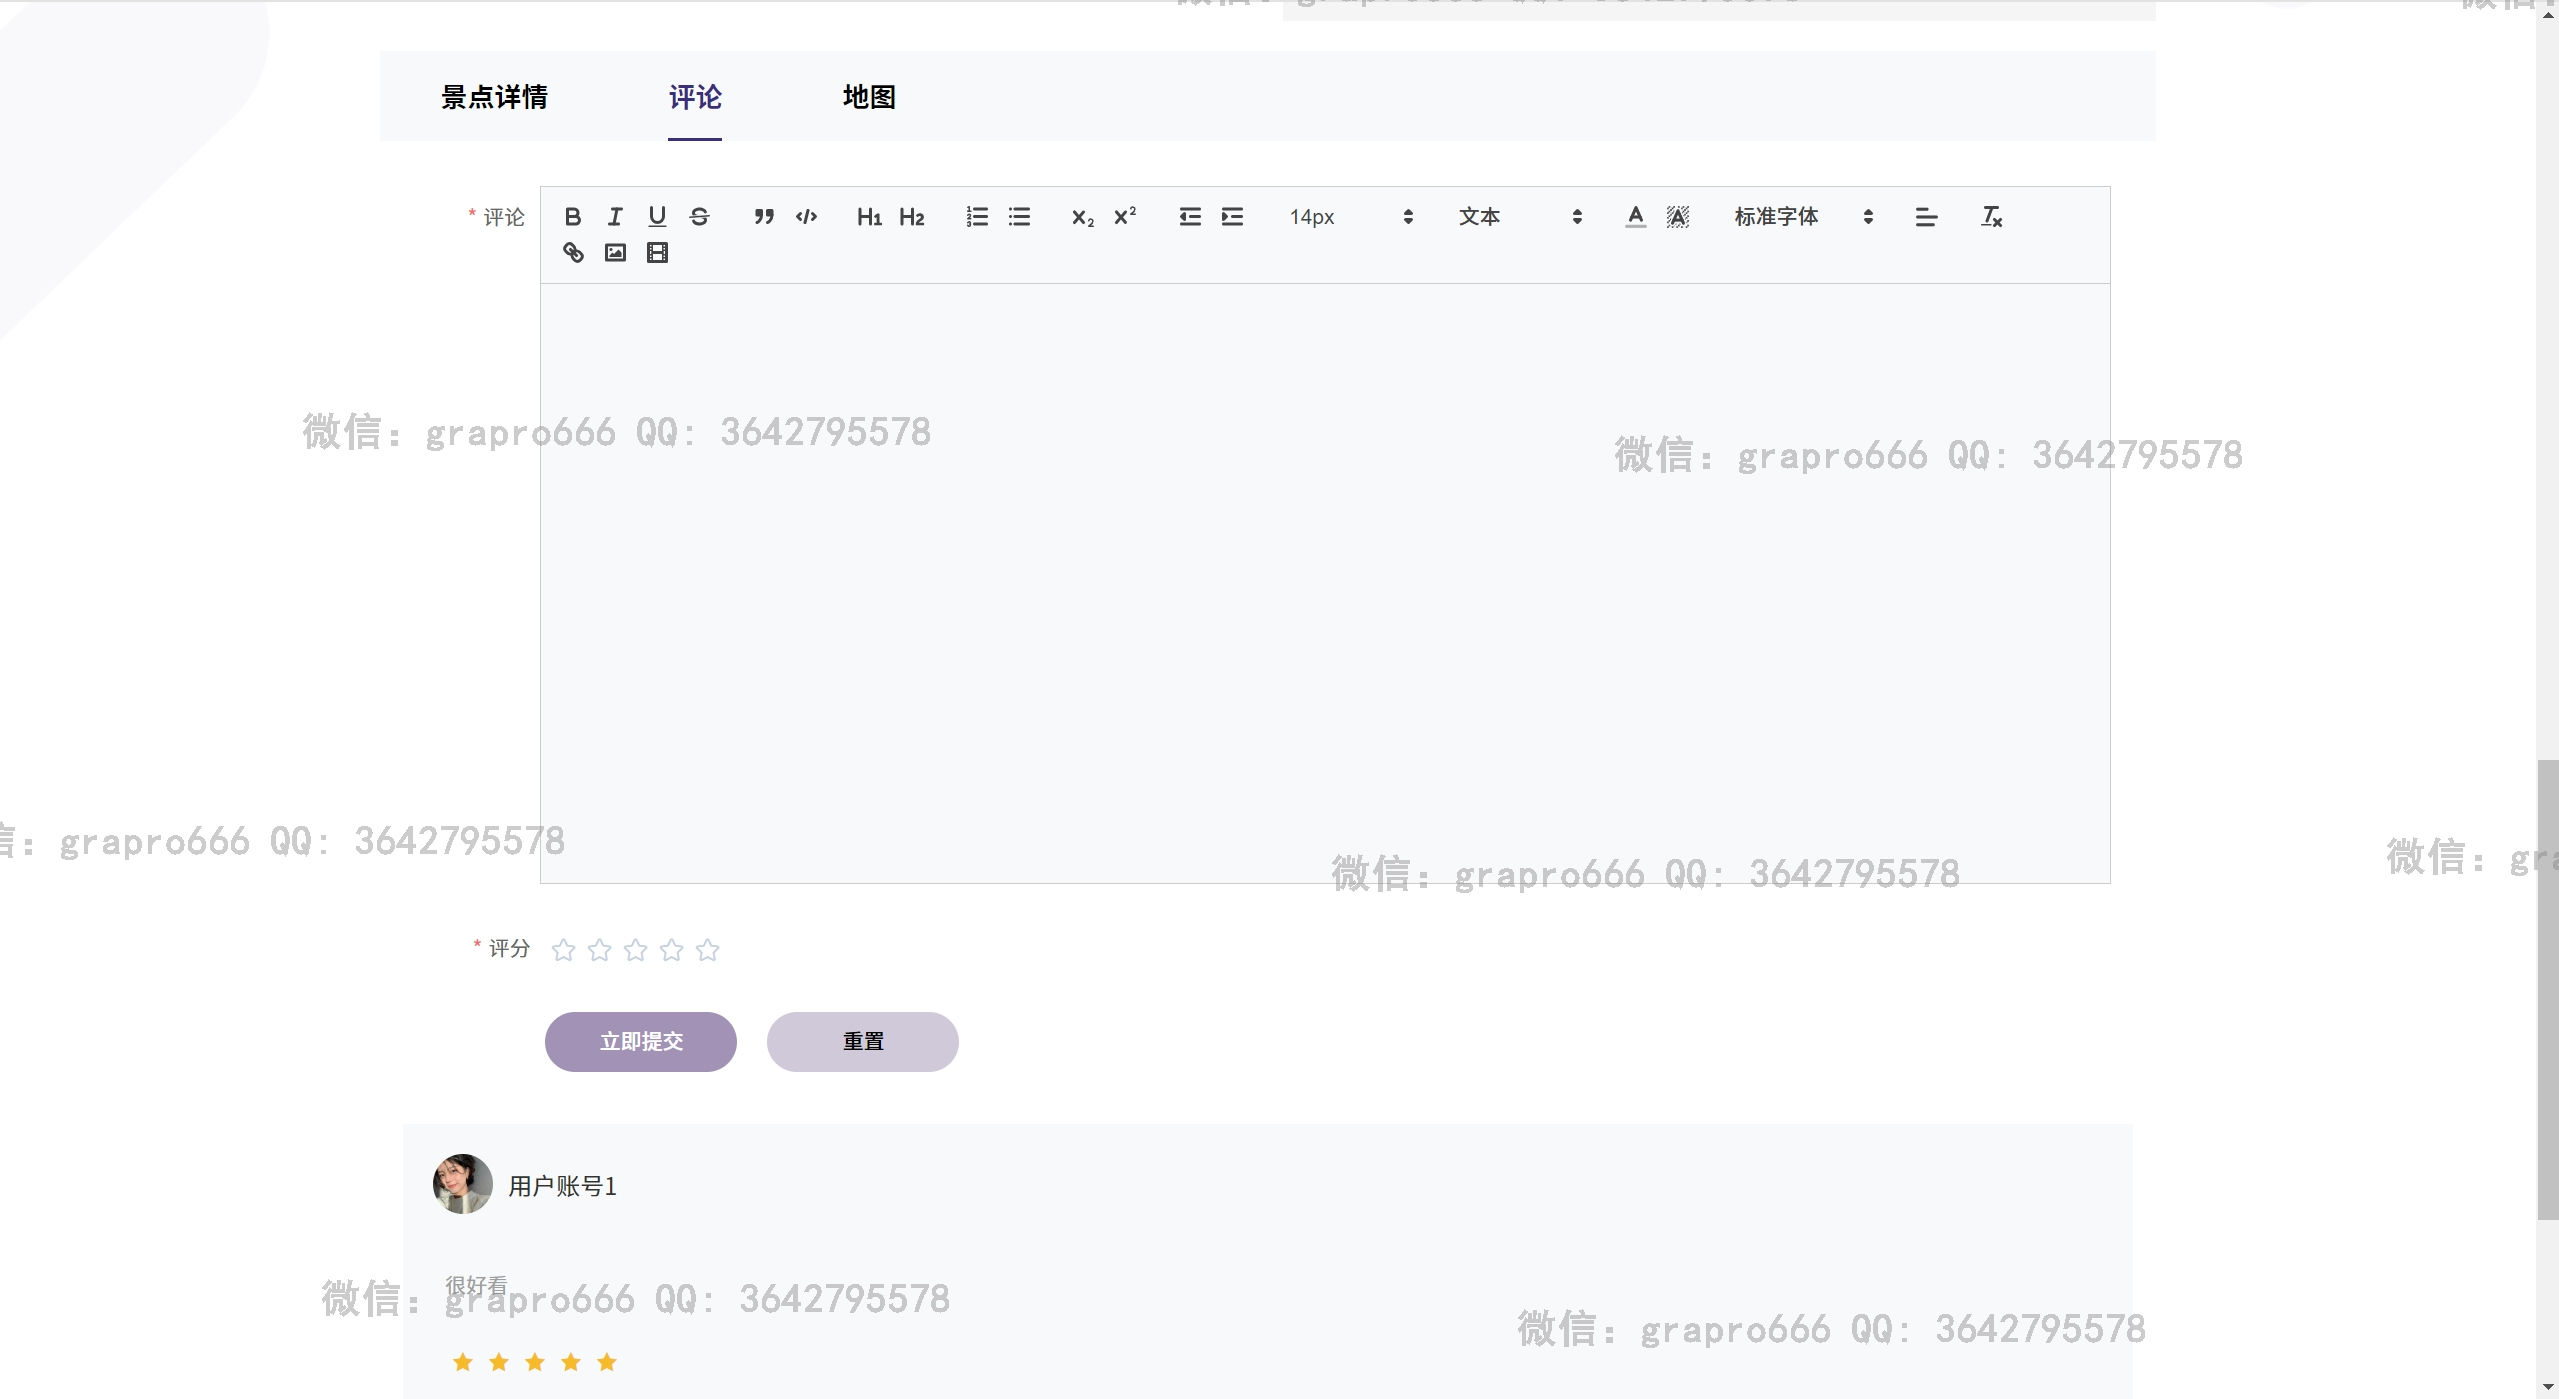 景点详情 评论 地图
* 评论
B I U S H1 H2 X2 X2 14px 文本 A A 标准字体 Tx
微信: grapro666 QQ: 3642795578
微信: grapro666 QQ: 3642795578
信: grapro666 QQ: 3642795578
微信: gra
微信: grapro666 QQ: 3642795578
* 评分
立即提交 重置
用户账号1
很好看
微信: grapro666 QQ: 3642795578
微信: grapro666 QQ: 3642795578